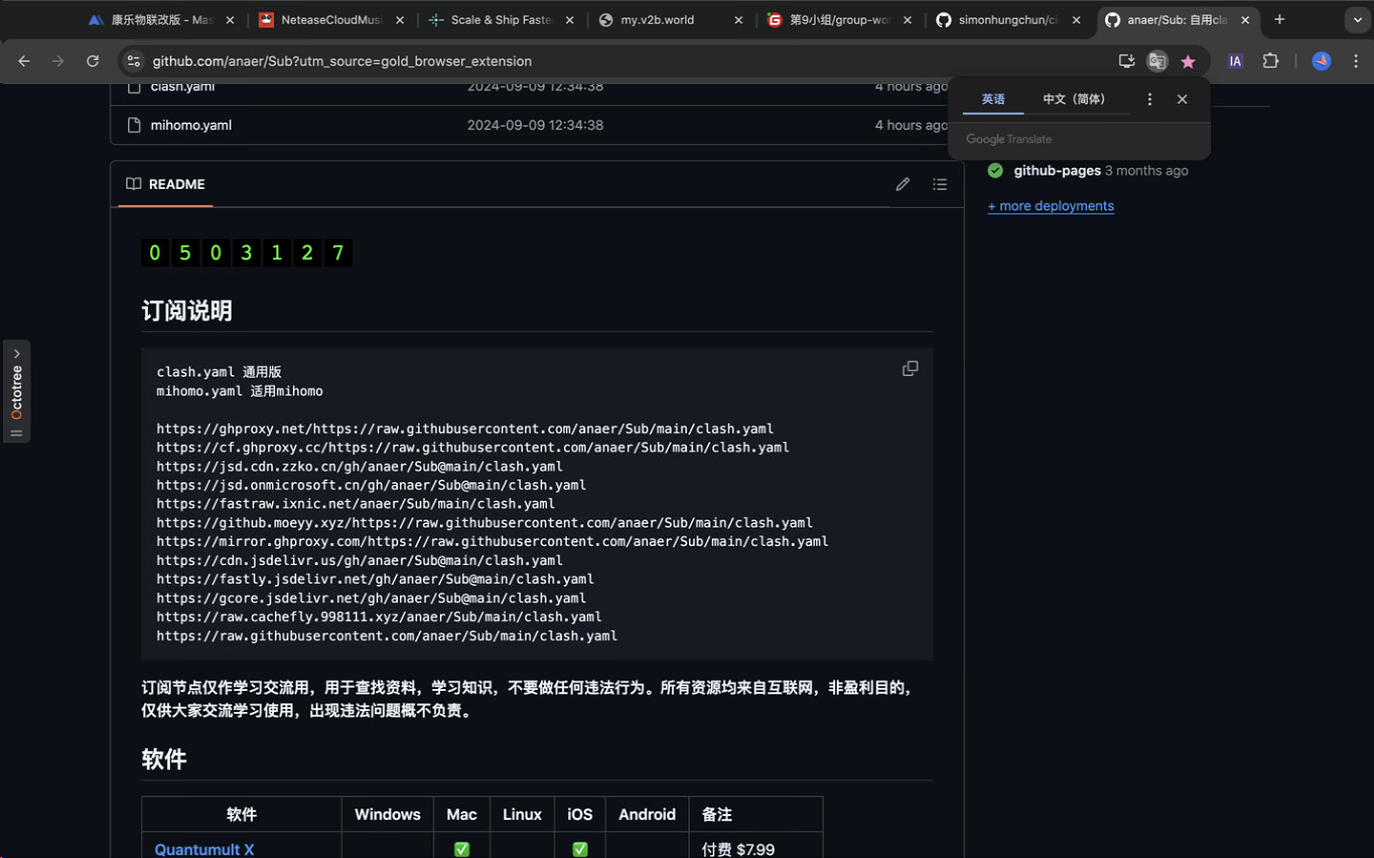 康乐物联改版 - Mas
NeteaseCloudMusi
Scale & Ship Faster
my.v2b.world
第9小组/group-wor
simonhungchun/cl
anaer/Sub: 自用cla
github.com/anaer/Sub?utm_source=gold_browser_extension
IA
英语
中文（简体）
Google Translate
clash.yaml 2024-09-09 12:34:38 4 hours ago
mihomo.yaml 2024-09-09 12:34:38 4 hours ago
github-pages 3 months ago
+ more deployments
README
0 5 0 3 1 2 7
订阅说明
Octotree
clash.yaml 通用版
mihomo.yaml 适用mihomo
https://ghproxy.net/https://raw.githubusercontent.com/anaer/Sub/main/clash.yaml
https://cf.ghproxy.cc/https://raw.githubusercontent.com/anaer/Sub/main/clash.yaml
https://jsd.cdn.zzko.cn/gh/anaer/Sub@main/clash.yaml
https://jsd.onmicrosoft.cn/gh/anaer/Sub@main/clash.yaml
https://fastraw.ixnic.net/anaer/Sub/main/clash.yaml
https://github.moeyy.xyz/https://raw.githubusercontent.com/anaer/Sub/main/clash.yaml
https://mirror.ghproxy.com/https://raw.githubusercontent.com/anaer/Sub/main/clash.yaml
https://cdn.jsdelivr.us/gh/anaer/Sub@main/clash.yaml
https://fastly.jsdelivr.net/gh/anaer/Sub@main/clash.yaml
https://gcore.jsdelivr.net/gh/anaer/Sub@main/clash.yaml
https://raw.cachefly.998111.xyz/anaer/Sub/main/clash.yaml
https://raw.githubusercontent.com/anaer/Sub/main/clash.yaml
订阅节点仅作学习交流用，用于查找资料，学习知识，不要做任何违法行为。所有资源均来自互联网，非盈利目的，
仅供大家交流学习使用，出现违法问题概不负责。
软件
软件 Windows Mac Linux iOS Android 备注
Quantumult X ✅ ✅ 付费 $7.99